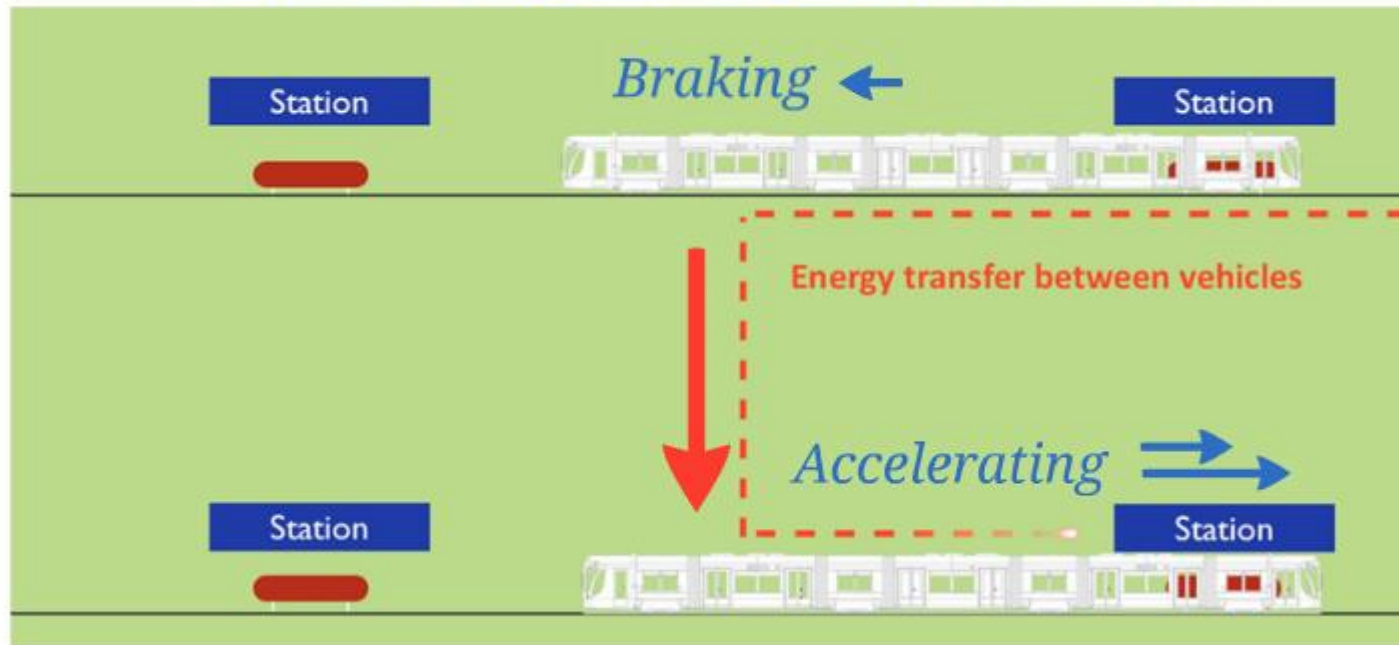 Braking
Station
Station
Energy transfer between vehicles
Accelerating
Station
Station